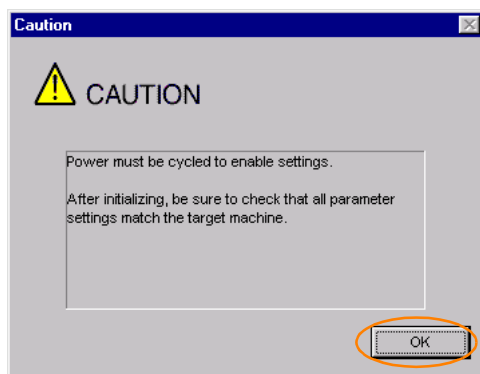 Caution
CAUTION
Power must be cycled to enable settings.
After initializing, be sure to check that all parameter
settings match the target machine.
OK